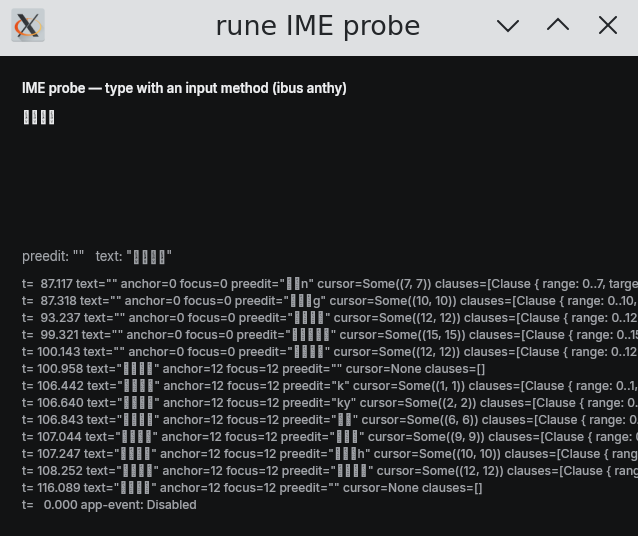 rune IME probe
IME probe — type with an input method (ibus anthy)
▯▯▯▯
preedit: "" text: "▯▯▯▯"
t= 87.117 text="" anchor=0 focus=0 preedit="▯▯n" cursor=Some((7, 7)) clauses=[Clause { range: 0..7, targe
t= 87.318 text="" anchor=0 focus=0 preedit="▯▯▯g" cursor=Some((10, 10)) clauses=[Clause { range: 0..10,
t= 93.237 text="" anchor=0 focus=0 preedit="▯▯▯▯" cursor=Some((12, 12)) clauses=[Clause { range: 0..12
t= 99.321 text="" anchor=0 focus=0 preedit="▯▯▯▯▯" cursor=Some((15, 15)) clauses=[Clause { range: 0..15
t= 100.143 text="" anchor=0 focus=0 preedit="▯▯▯▯" cursor=Some((12, 12)) clauses=[Clause { range: 0..12
t= 100.958 text="▯▯▯▯" anchor=12 focus=12 preedit="" cursor=None clauses=[]
t= 106.442 text="▯▯▯▯" anchor=12 focus=12 preedit="k" cursor=Some((1, 1)) clauses=[Clause { range: 0..1,
t= 106.640 text="▯▯▯▯" anchor=12 focus=12 preedit="ky" cursor=Some((2, 2)) clauses=[Clause { range: 0.
t= 106.843 text="▯▯▯▯" anchor=12 focus=12 preedit="▯▯" cursor=Some((6, 6)) clauses=[Clause { range: 0.
t= 107.044 text="▯▯▯▯" anchor=12 focus=12 preedit="▯▯▯" cursor=Some((9, 9)) clauses=[Clause { range: 0
t= 107.247 text="▯▯▯▯" anchor=12 focus=12 preedit="▯▯▯h" cursor=Some((10, 10)) clauses=[Clause { range:
t= 108.252 text="▯▯▯▯" anchor=12 focus=12 preedit="▯▯▯▯" cursor=Some((12, 12)) clauses=[Clause { rang
t= 116.089 text="▯▯▯▯" anchor=12 focus=12 preedit="" cursor=None clauses=[]
t= 0.000 app-event: Disabled